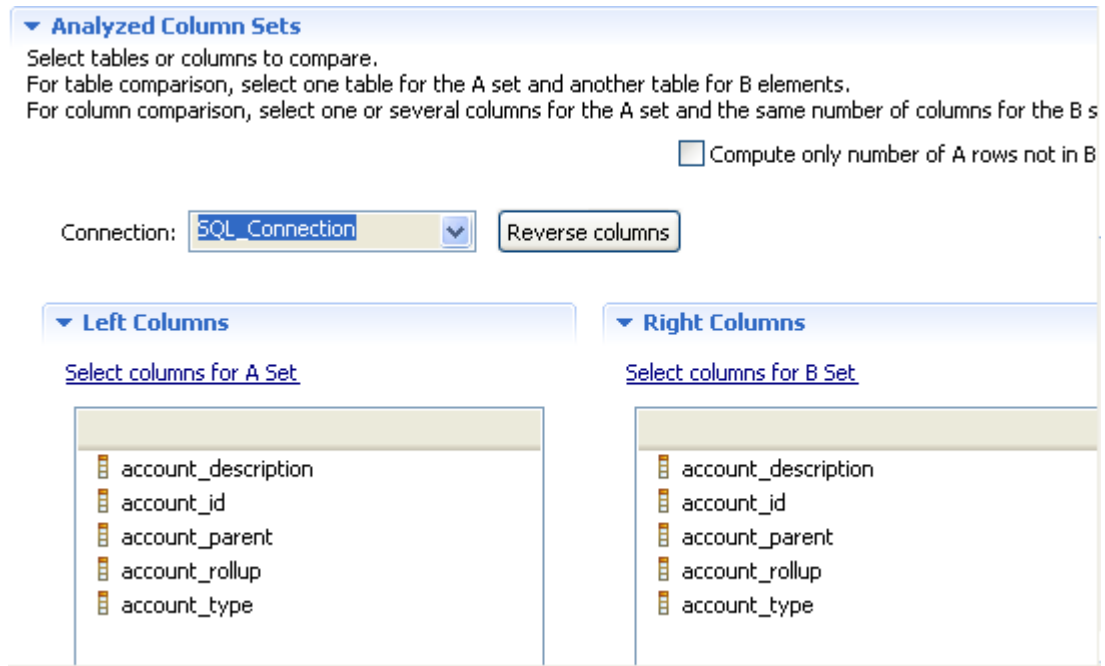 Analyzed Column Sets
Select tables or columns to compare.
For table comparison, select one table for the A set and another table for B elements.
For column comparison, select one or several columns for the A set and the same number of columns for the B s
Compute only number of A rows not in B
Connection: SQL_Connection Reverse columns
Left Columns Right Columns
Select columns for A Set Select columns for B Set
account_description account_description
account_id account_id
account_parent account_parent
account_rollup account_rollup
account_type account_type